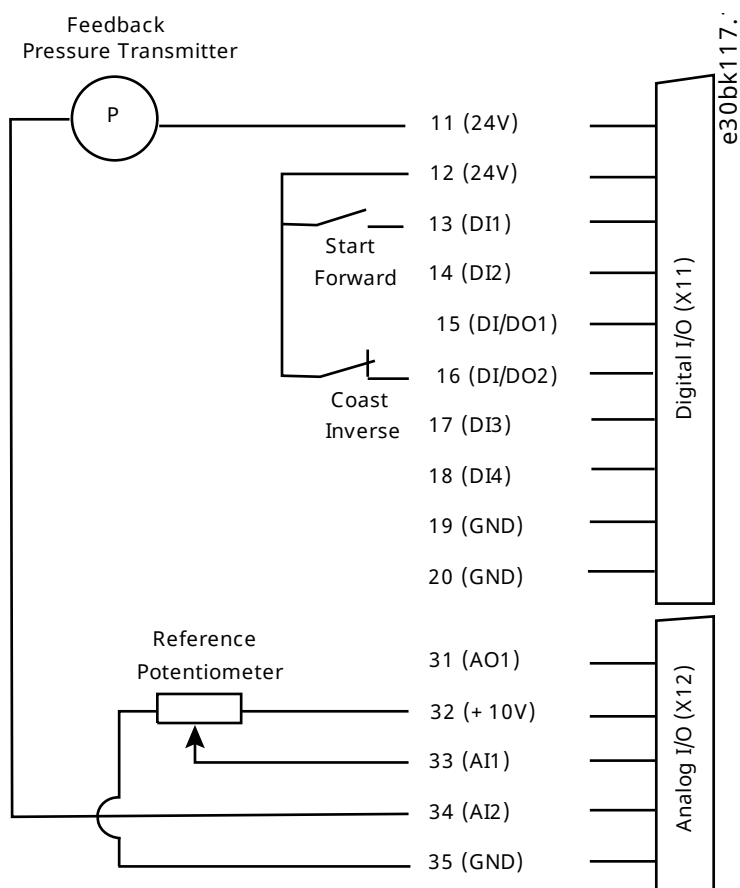 Feedback
Pressure Transmitter
P
11 (24V)
12 (24V)
13 (DI1)
Start
Forward
14 (DI2)
15 (DI/DO1)
16 (DI/DO2)
Coast
Inverse
17 (DI3)
18 (DI4)
19 (GND)
20 (GND)
Digital I/O (X11)
e30bk117.
Reference
Potentiometer
31 (AO1)
32 (+ 10V)
33 (AI1)
34 (AI2)
35 (GND)
Analog I/O (X12)